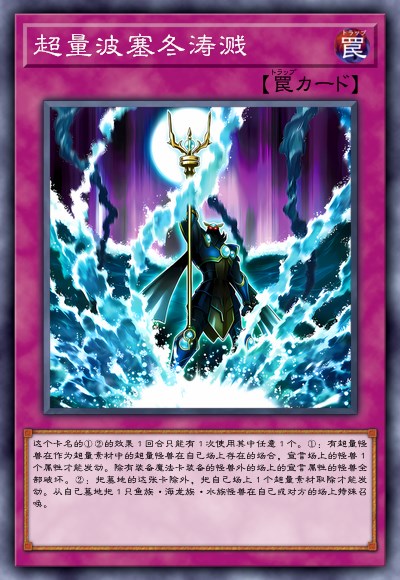 超量波塞冬涛溅
トラップ
罠
トラップ
【罠カード】
这个卡名的①②的效果1回合只能有1次使用其中任意1个。①：有超量怪
兽在作为超量素材中的超量怪兽在自己场上存在的场合，宣言场上的怪兽1
个属性才能发动。除有装备魔法卡装备的怪兽外的场上的宣言属性的怪兽全
部破坏。②：把墓地的这张卡除外，把自己场上1个超量素材取除才能发
动。从自己墓地把1只鱼族·海龙族·水族怪兽在自己或对方的场上特殊召
唤。